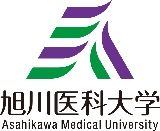 旭川医科大学
Asahikawa Medical University